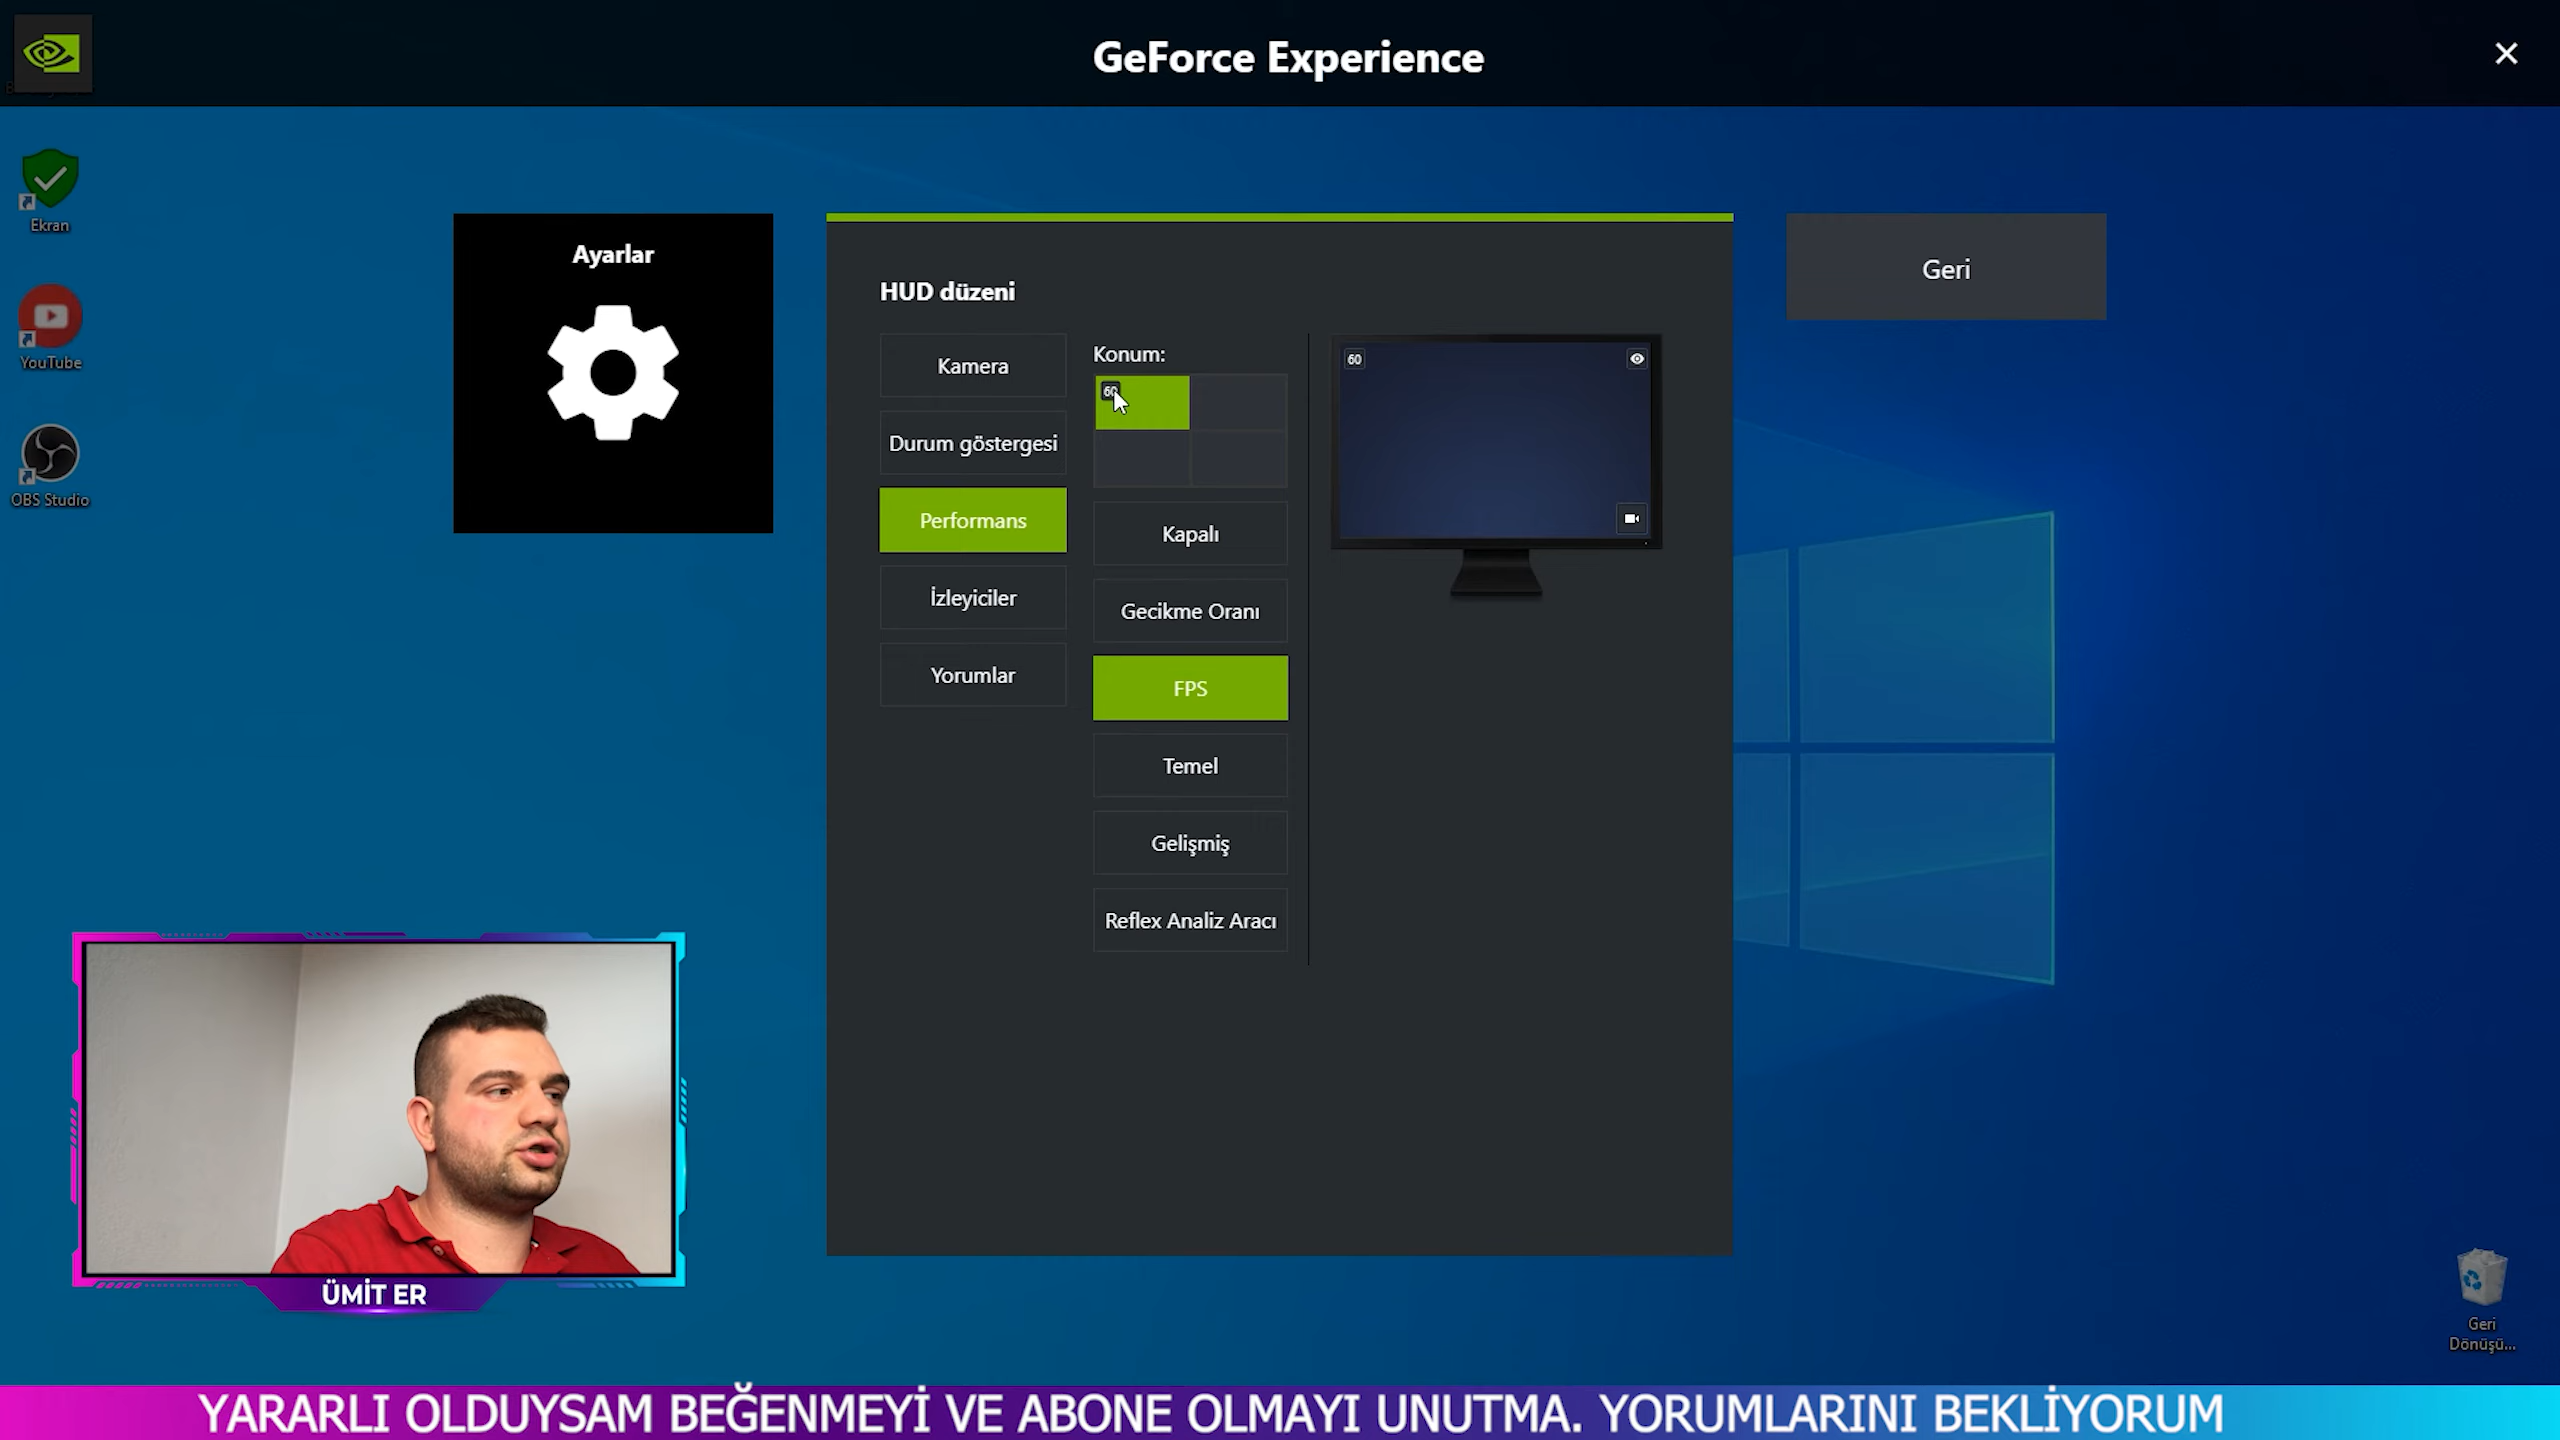 GeForce Experience
Ekran
YouTube
OBS Studio
Ayarlar
HUD düzeni
Kamera
Durum göstergesi
Performans
İzleyiciler
Yorumlar
Konum:
60
Kapalı
Gecikme Oranı
FPS
Temel
Gelişmiş
Reflex Analiz Aracı
60
Geri
ÜMİT ER
Geri
Dönüşü...
YARARLI OLDUYSAM BEĞENMEYİ VE ABONE OLMAYI UNUTMA. YORUMLARINI BEKLİYORUM